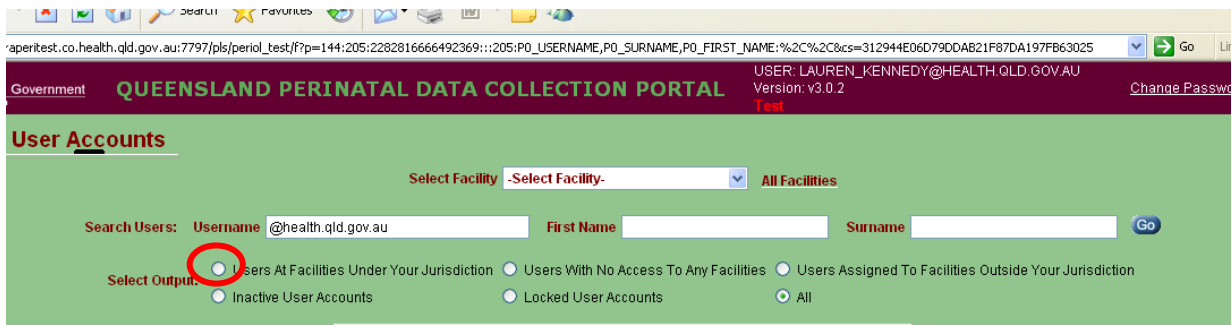 Search Favorites
raperitest.co.health.qld.gov.au:7797/pls/periol_test/f?p=144:205:2282816666492369:::205:P0_USERNAME,P0_SURNAME,P0_FIRST_NAME:%2C%2C&cs=312944E06D79DDAB21F87DA197FB63025 Go Lin
Government QUEENSLAND PERINATAL DATA COLLECTION PORTAL USER: LAUREN_KENNEDY@HEALTH.QLD.GOV.AU Change Passwo
Version: v3.0.2
Test
User Accounts
Select Facility -Select Facility- All Facilities
Search Users: Username @health.qld.gov.au First Name Surname Go
Select Output: Users At Facilities Under Your Jurisdiction Users With No Access To Any Facilities Users Assigned To Facilities Outside Your Jurisdiction
Inactive User Accounts Locked User Accounts All